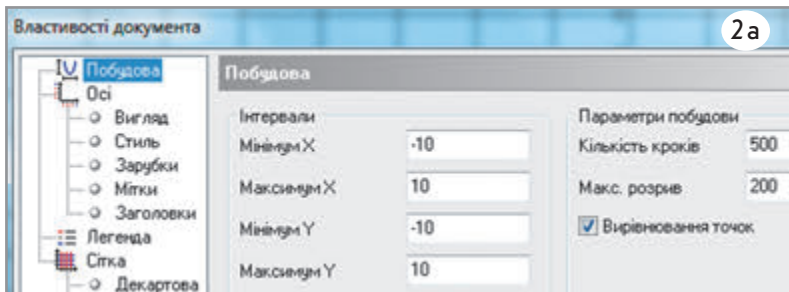 Властивості документа
2а
Побудова
Осі
Вигляд
Стиль
Зарубки
Мітки
Заголовки
Легенда
Сітка
Декартова
Побудова
Інтервали
Мінімум X -10
Максимум X 10
Мінімум Y -10
Максимум Y 10
Параметри побудови
Кількість кроків 500
Макс. розрив 200
Вирівнювання точок